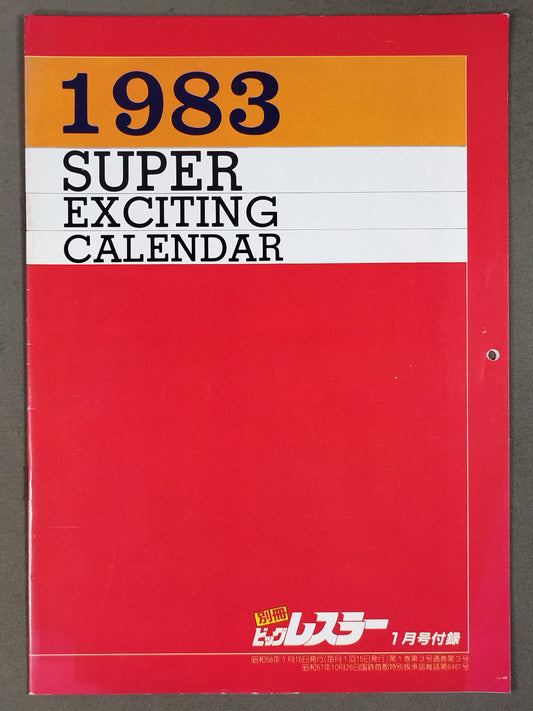 1983
SUPER
EXCITING
CALENDAR
別冊
ビッグレスラー 1月号付録
昭和58年1月15日発行(毎月1回15日発行)第1巻第3号通巻第3号
昭和57年10月26日国鉄首都特別扱承認雑誌第6461号